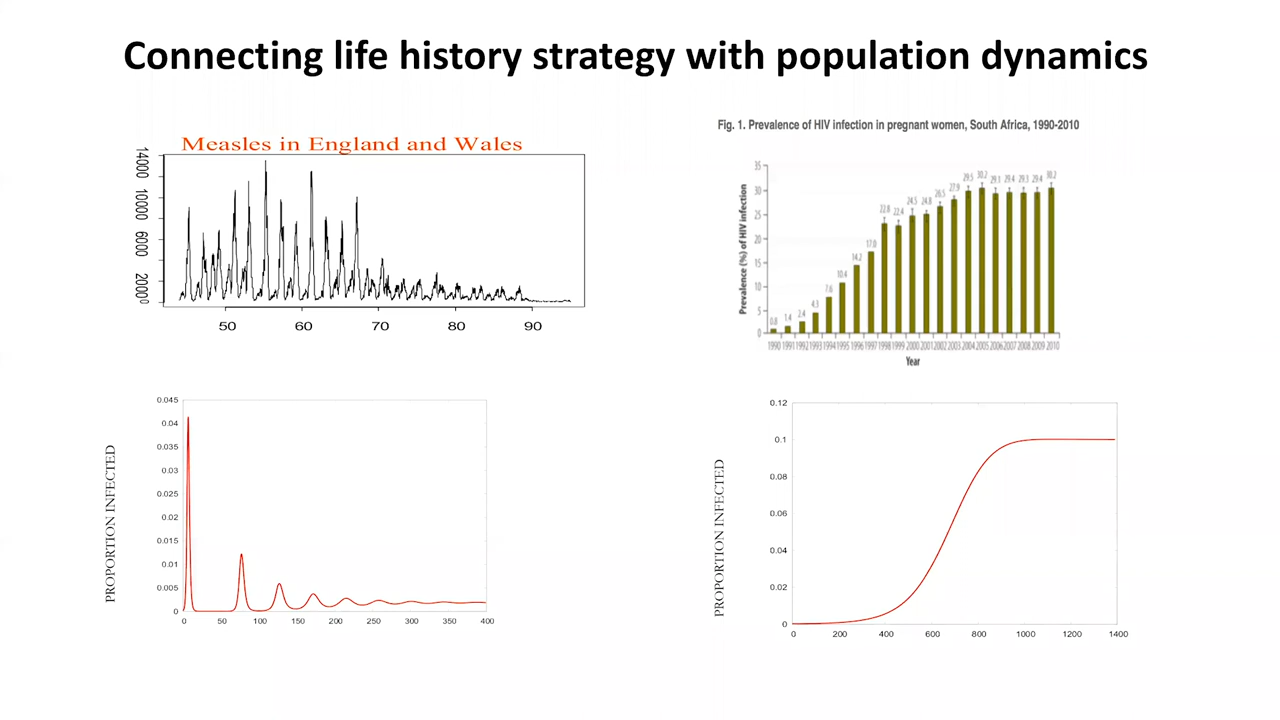 Connecting life history strategy with population dynamics
Measles in England and Wales
14000
10000
6000
2000
0
50 60 70 80 90
Fig. 1. Prevalence of HIV infection in pregnant women, South Africa, 1990-2010
Prevalence (%) of HIV infection
35
30
25
20
15
10
5
0
0.8 1.4 2.4 4.3 7.6 10.4 14.2 17.0 22.8 22.4 24.5 24.8 26.5 27.9 29.5 30.2 29.1 29.4 29.3 29.4 30.2
1990 1991 1992 1993 1994 1995 1996 1997 1998 1999 2000 2001 2002 2003 2004 2005 2006 2007 2008 2009 2010
Year
PROPORTION INFECTED
0.045
0.04
0.035
0.03
0.025
0.02
0.015
0.01
0.005
0
0 50 100 150 200 250 300 350 400
PROPORTION INFECTED
0.12
0.1
0.08
0.06
0.04
0.02
0
0 200 400 600 800 1000 1200 1400